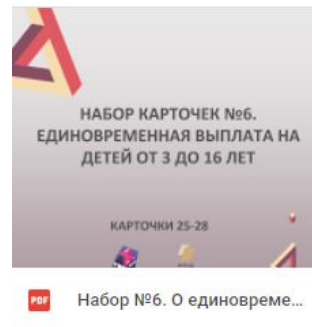 НАБОР КАРТОЧЕК №6.
ЕДИНОВРЕМЕННАЯ ВЫПЛАТА НА
ДЕТЕЙ ОТ 3 ДО 16 ЛЕТ
КАРТОЧКИ 25-28
PDF
Набор №6. О единовреме...